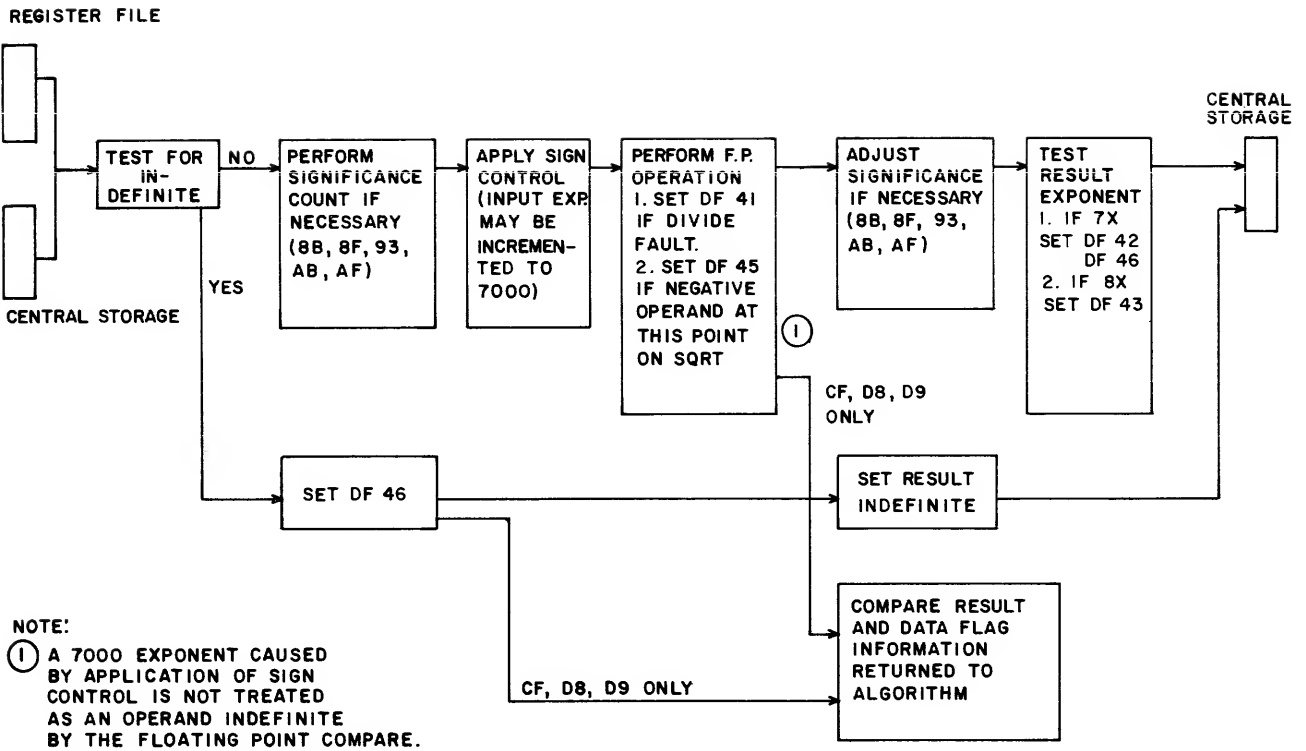 REGISTER FILE
CENTRAL STORAGE
TEST FOR
IN-
DEFINITE
NO
YES
PERFORM
SIGNIFICANCE
COUNT IF
NECESSARY
(8B, 8F, 93,
AB, AF)
APPLY SIGN
CONTROL
(INPUT EXP.
MAY BE
INCREMEN-
TED TO
7000)
PERFORM F.P.
OPERATION
1. SET DF 41
IF DIVIDE
FAULT.
2. SET DF 45
IF NEGATIVE
OPERAND AT
THIS POINT
ON SQRT
1
CF, D8, D9
ONLY
ADJUST
SIGNIFICANCE
IF NECESSARY
(8B, 8F, 93,
AB, AF)
TEST
RESULT
EXPONENT
1. IF 7X
SET DF 42
DF 46
2. IF 8X
SET DF 43
CENTRAL
STORAGE
SET DF 46
SET RESULT
INDEFINITE
CF, D8, D9 ONLY
COMPARE RESULT
AND DATA FLAG
INFORMATION
RETURNED TO
ALGORITHM
NOTE:
1 A 7000 EXPONENT CAUSED
BY APPLICATION OF SIGN
CONTROL IS NOT TREATED
AS AN OPERAND INDEFINITE
BY THE FLOATING POINT COMPARE.